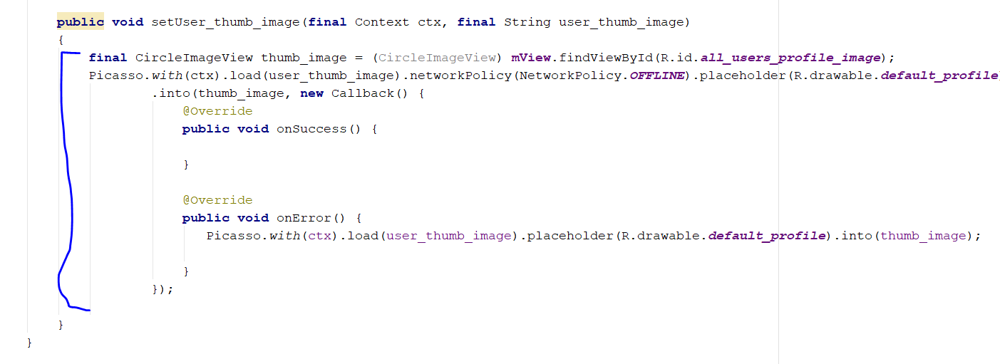 public void setUser_thumb_image(final Context ctx, final String user_thumb_image)
{
final CircleImageView thumb_image = (CircleImageView) mView.findViewById(R.id.all_users_profile_image);
Picasso.with(ctx).load(user_thumb_image).networkPolicy(NetworkPolicy.OFFLINE).placeholder(R.drawable.default_profile)
.into(thumb_image, new Callback() {
@Override
public void onSuccess() {
}
@Override
public void onError() {
Picasso.with(ctx).load(user_thumb_image).placeholder(R.drawable.default_profile).into(thumb_image);
}
});
}
}